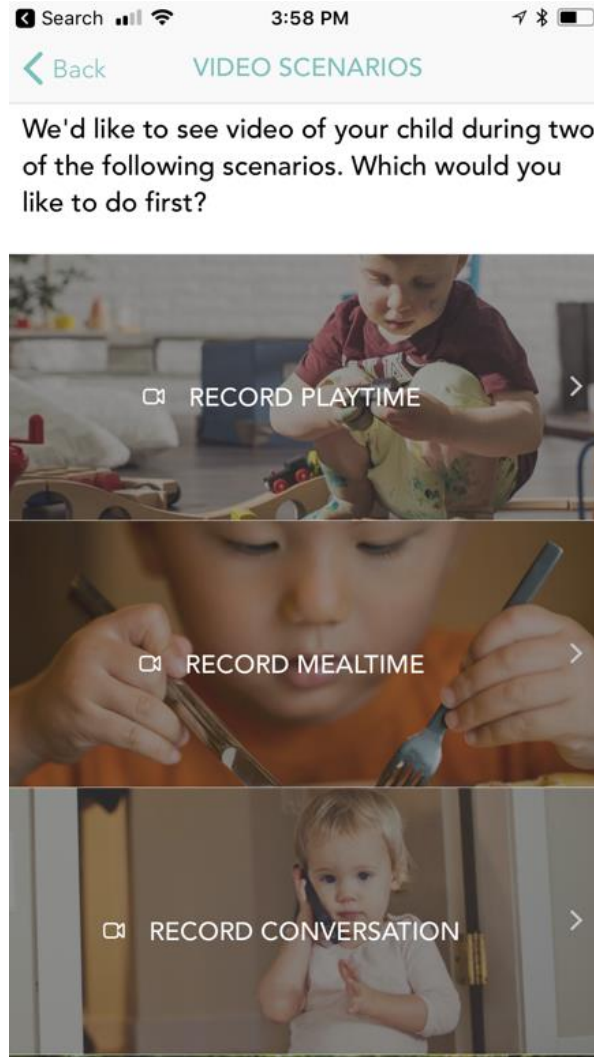 Search 3:58 PM
Back VIDEO SCENARIOS
We'd like to see video of your child during two
of the following scenarios. Which would you
like to do first?
RECORD PLAYTIME
RECORD MEALTIME
RECORD CONVERSATION